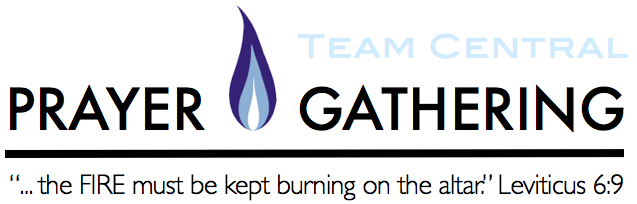 TEAM CENTRAL
PRAYER GATHERING
“... the FIRE must be kept burning on the altar.” Leviticus 6:9